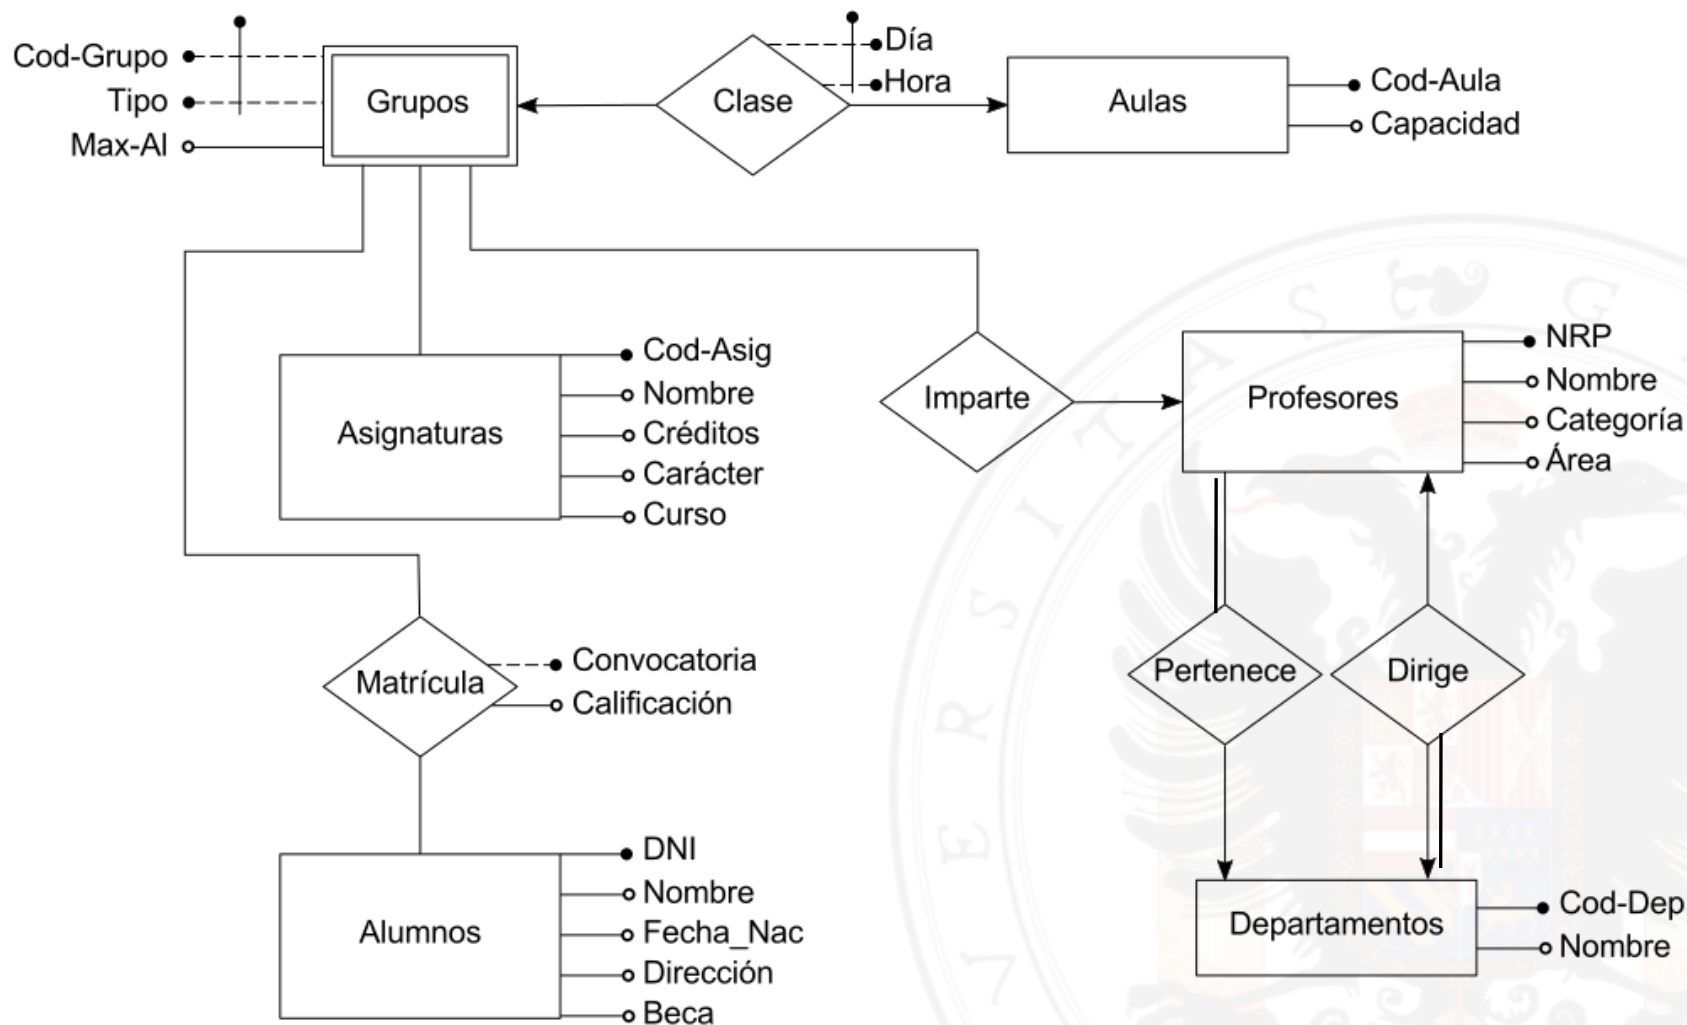 Cod-Grupo
Tipo
Max-Al
Grupos
Clase
Día
Hora
Aulas
Cod-Aula
Capacidad
Asignaturas
Cod-Asig
Nombre
Créditos
Carácter
Curso
Imparte
Profesores
NRP
Nombre
Categoría
Área
Matrícula
Convocatoria
Calificación
Pertenece
Dirige
Alumnos
DNI
Nombre
Fecha_Nac
Dirección
Beca
Departamentos
Cod-Dep
Nombre
VERSITAS G